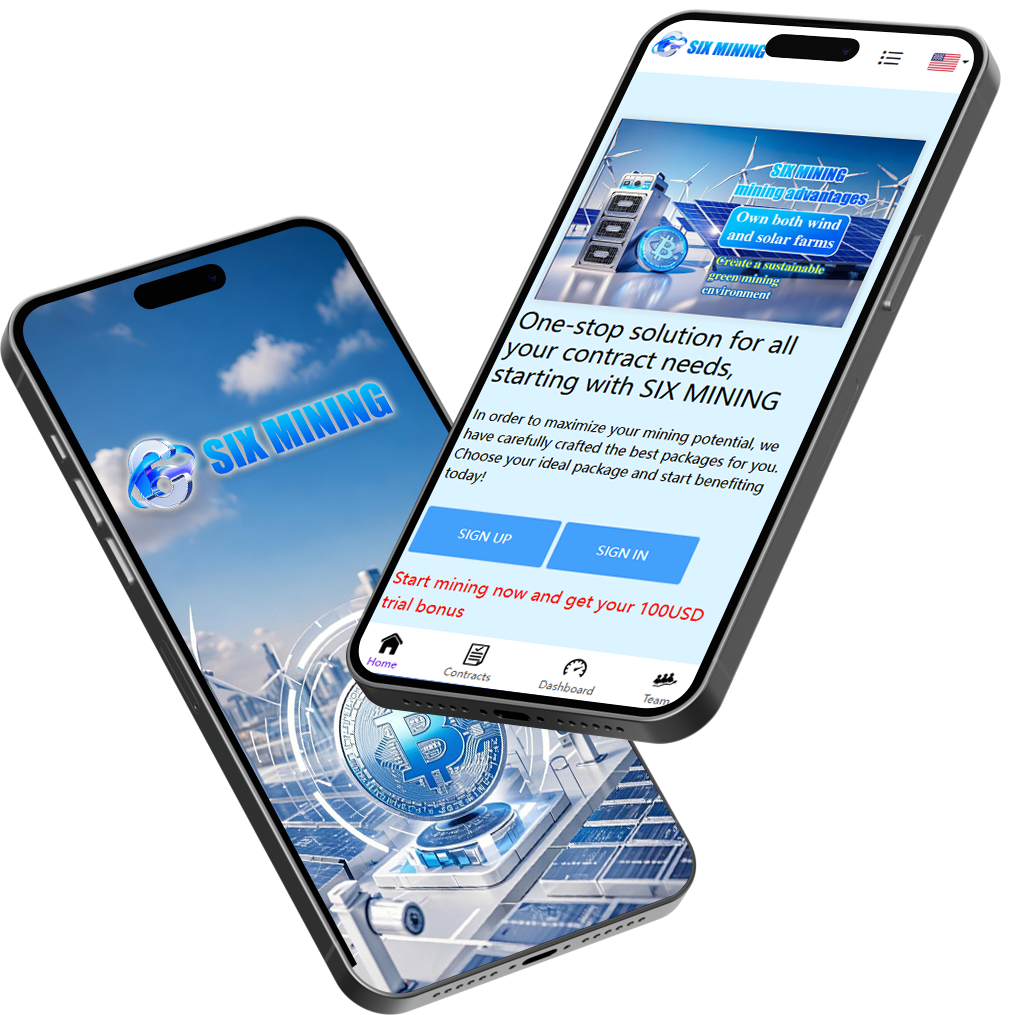 SIX MINING
SIX MINING
SIX MINING
mining advantages
Own both wind
and solar farms
Create a sustainable
green mining
environment
One-stop solution for all
your contract needs,
starting with SIX MINING
In order to maximize your mining potential, we
have carefully crafted the best packages for you.
Choose your ideal package and start benefiting
today!
SIGN UP
SIGN IN
Start mining now and get your 100USD
trial bonus
Home
Contracts
Dashboard
Team